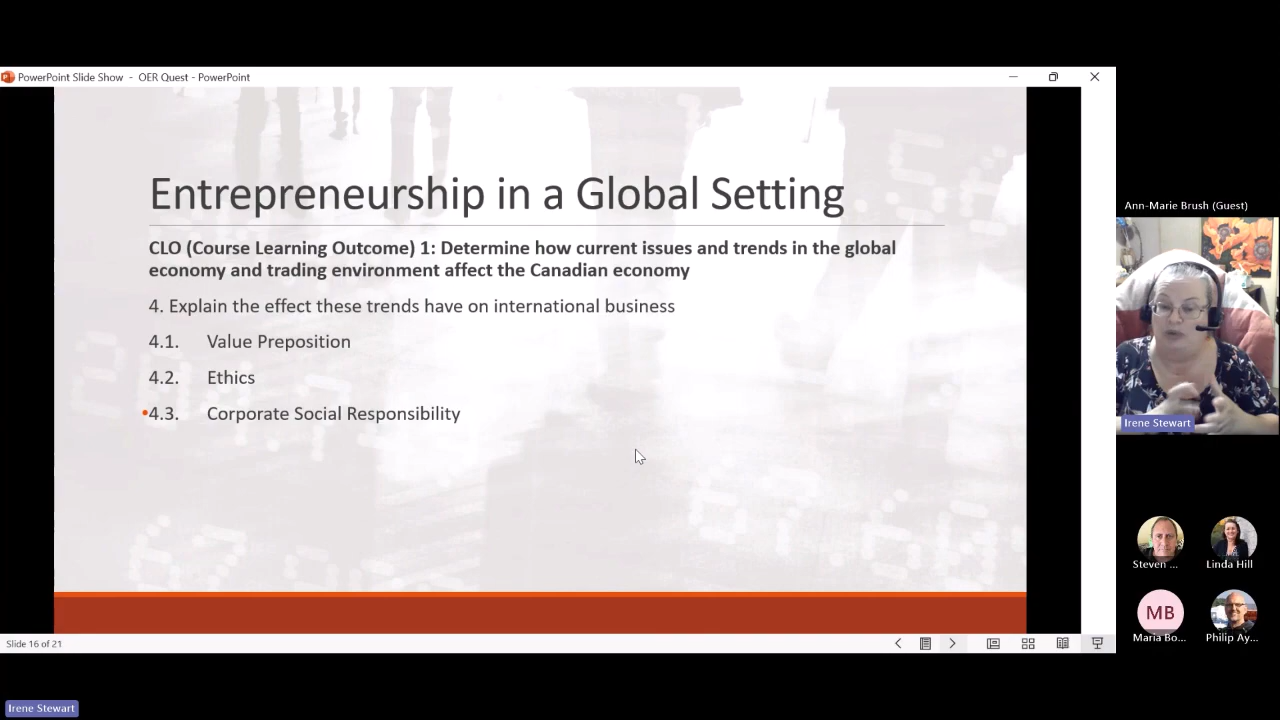 PowerPoint Slide Show - OER Quest - PowerPoint
Entrepreneurship in a Global Setting
CLO (Course Learning Outcome) 1: Determine how current issues and trends in the global
economy and trading environment affect the Canadian economy
4. Explain the effect these trends have on international business
4.1. Value Preposition
4.2. Ethics
•4.3. Corporate Social Responsibility
Slide 16 of 21
Ann-Marie Brush (Guest)
Irene Stewart
Steven ...
Linda Hill
MB
Maria Bo...
Philip Ay...
Irene Stewart